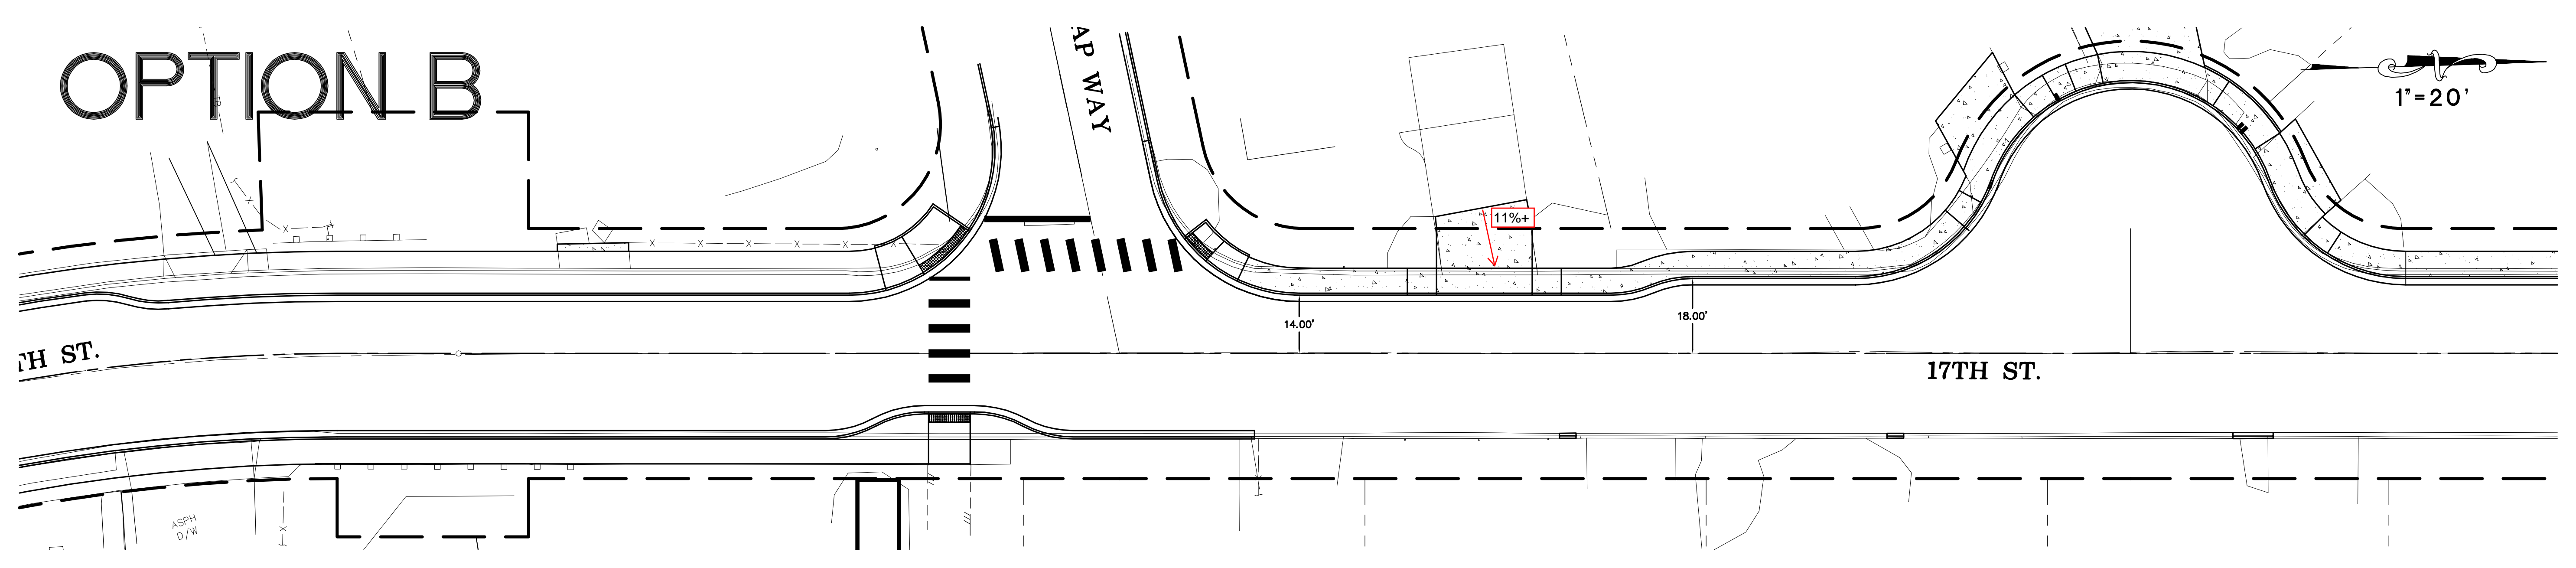 OPTION B
AP WAY
1"=20'
11%+
14.00'
18.00'
TH ST.
17TH ST.
ASPH
D/W